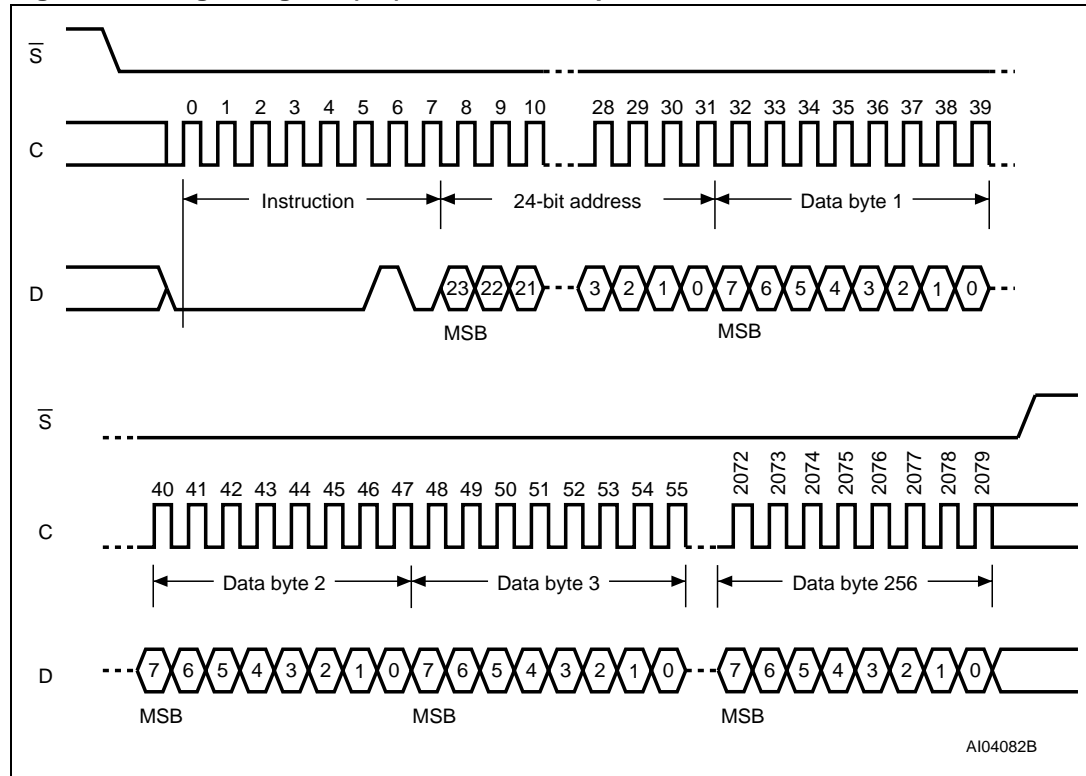 S
0 1 2 3 4 5 6 7 8 9 10 28 29 30 31 32 33 34 35 36 37 38 39
C
Instruction 24-bit address Data byte 1
D
23 22 21 3 2 1 0 7 6 5 4 3 2 1 0
MSB MSB
S
40 41 42 43 44 45 46 47 48 49 50 51 52 53 54 55 2072 2073 2074 2075 2076 2077 2078 2079
C
Data byte 2 Data byte 3 Data byte 256
D
7 6 5 4 3 2 1 0 7 6 5 4 3 2 1 0 7 6 5 4 3 2 1 0
MSB MSB MSB
AI04082B